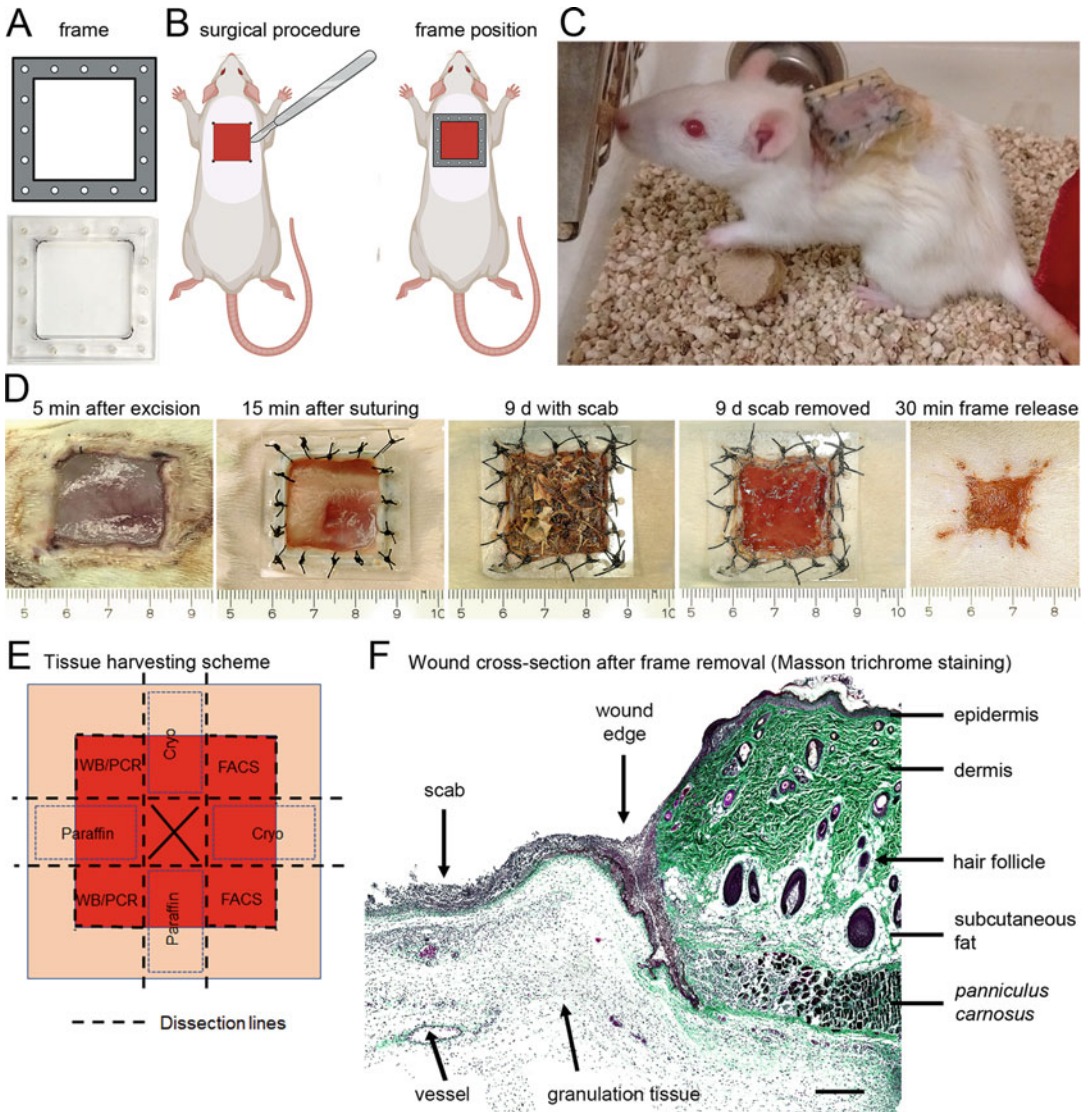 A frame B surgical procedure frame position C
D
5 min after excision 15 min after suturing 9 d with scab 9 d scab removed 30 min frame release
5 6 7 8 9 5 6 7 8 9 10 5 6 7 8 9 10 5 6 7 8 9 10 5 6 7 8
E Tissue harvesting scheme
WB/PCR Cryo FACS
Paraffin Cryo
WB/PCR Paraffin FACS
Dissection lines
F Wound cross-section after frame removal (Masson trichrome staining)
wound
edge
scab
epidermis
dermis
hair follicle
subcutaneous
fat
panniculus
carnosus
vessel
granulation tissue